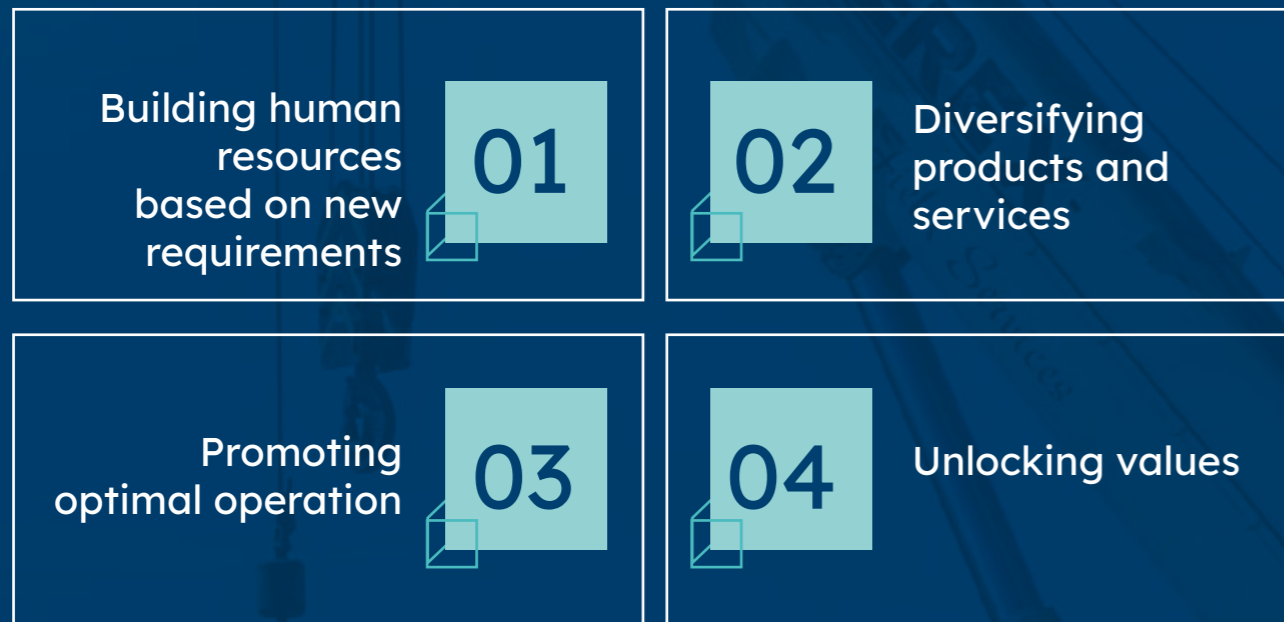 Building human
resources
based on new
requirements
01
02
Diversifying
products and
services
Promoting
optimal operation
03
04
Unlocking values